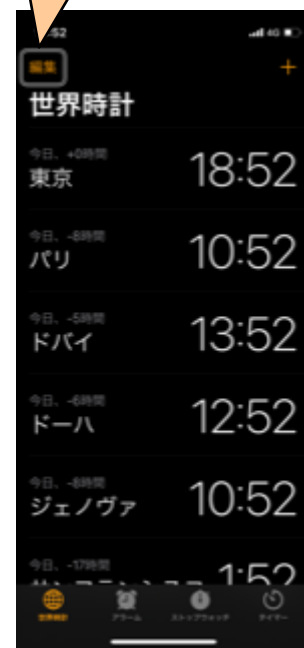 :52
4G
編集
+
世界時計
今日、+0時間
東京
18:52
今日、-8時間
パリ
10:52
今日、-5時間
ドバイ
13:52
今日、-6時間
ドーハ
12:52
今日、-8時間
ジェノヴァ
10:52
今日、-17時間
1:52
世界時計
アラーム
ストップウォッチ
タイマー